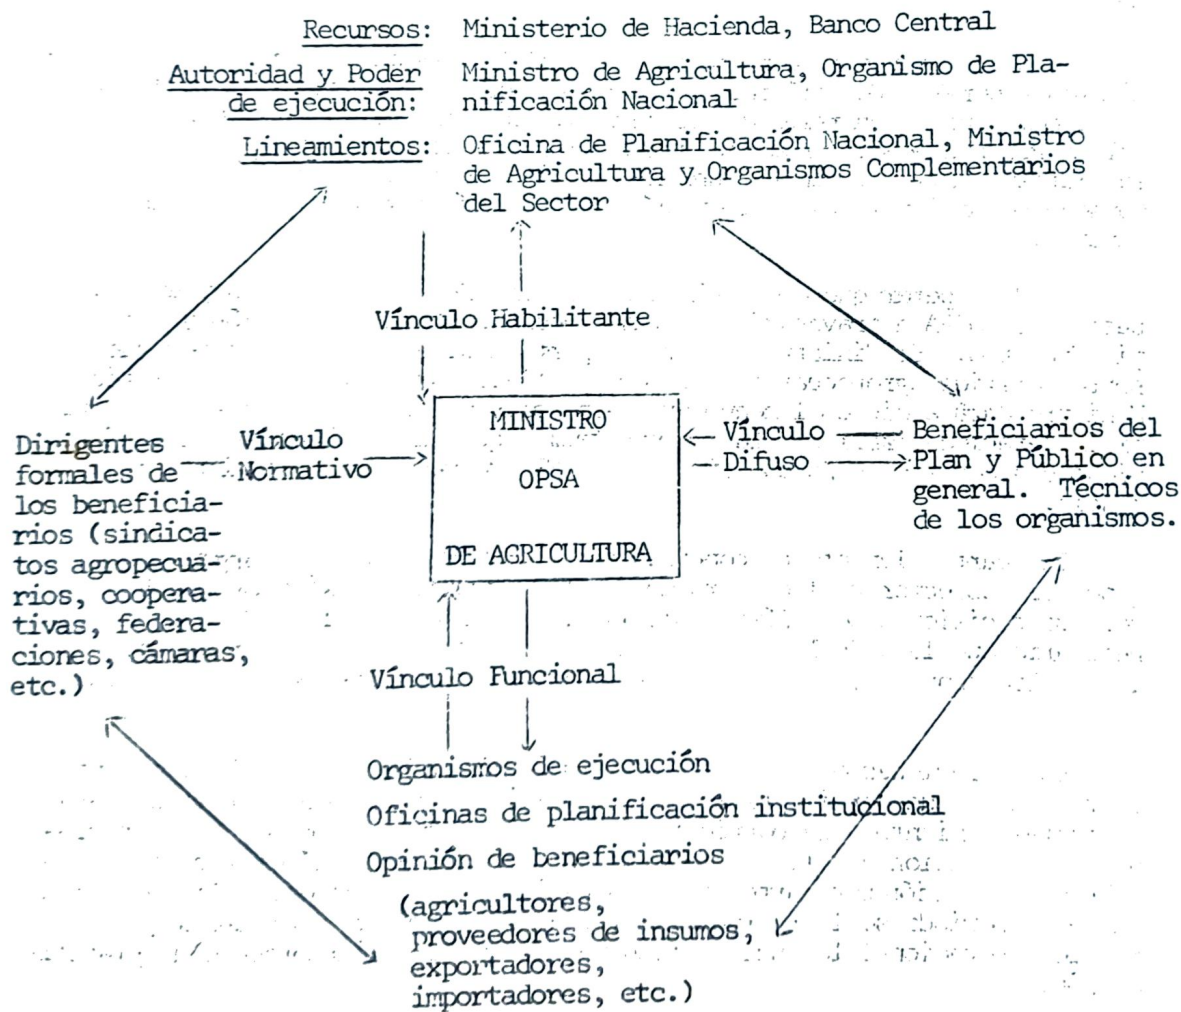 Recursos: Ministerio de Hacienda, Banco Central
Autoridad y Poder Ministro de Agricultura, Organismo de Pla-
de ejecución: nificación Nacional
Lineamientos: Oficina de Planificación Nacional, Ministro
de Agricultura y Organismos Complementarios
del Sector
Vínculo Habilitante
Dirigentes
formales de
los beneficia-
rios (sindica-
tos agropecua-
rios, coopera-
tivas, federa-
ciones, cámaras,
etc.)
Vínculo
Normativo
MINISTRO
OPSA
DE AGRICULTURA
Vínculo
Difuso
Beneficiarios del
Plan y Público en
general. Técnicos
de los organismos.
Vínculo Funcional
Organismos de ejecución
Oficinas de planificación institucional
Opinión de beneficiarios
(agricultores,
proveedores de insumos,
exportadores,
importadores, etc.)